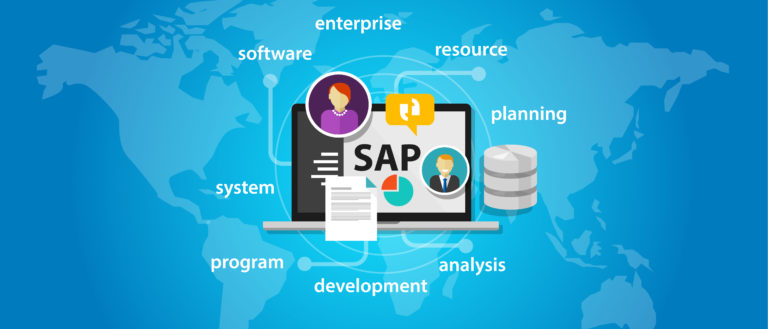 enterprise
software
resource
planning
SAP
system
program
analysis
development